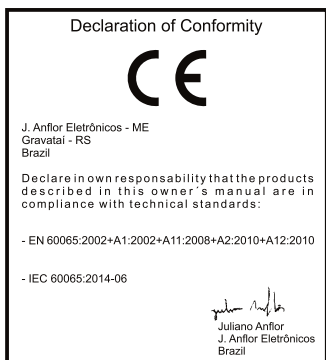 Declaration of Conformity
CE
J. Anflor Eletrônicos - ME
Gravataí - RS
Brazil
Declare in own responsability that the products
described in this owner´s manual are in
compliance with technical standards:
- EN 60065:2002+A1:2002+A11:2008+A2:2010+A12:2010
- IEC 60065:2014-06
Juliano Anflor
J. Anflor Eletrônicos
Brazil